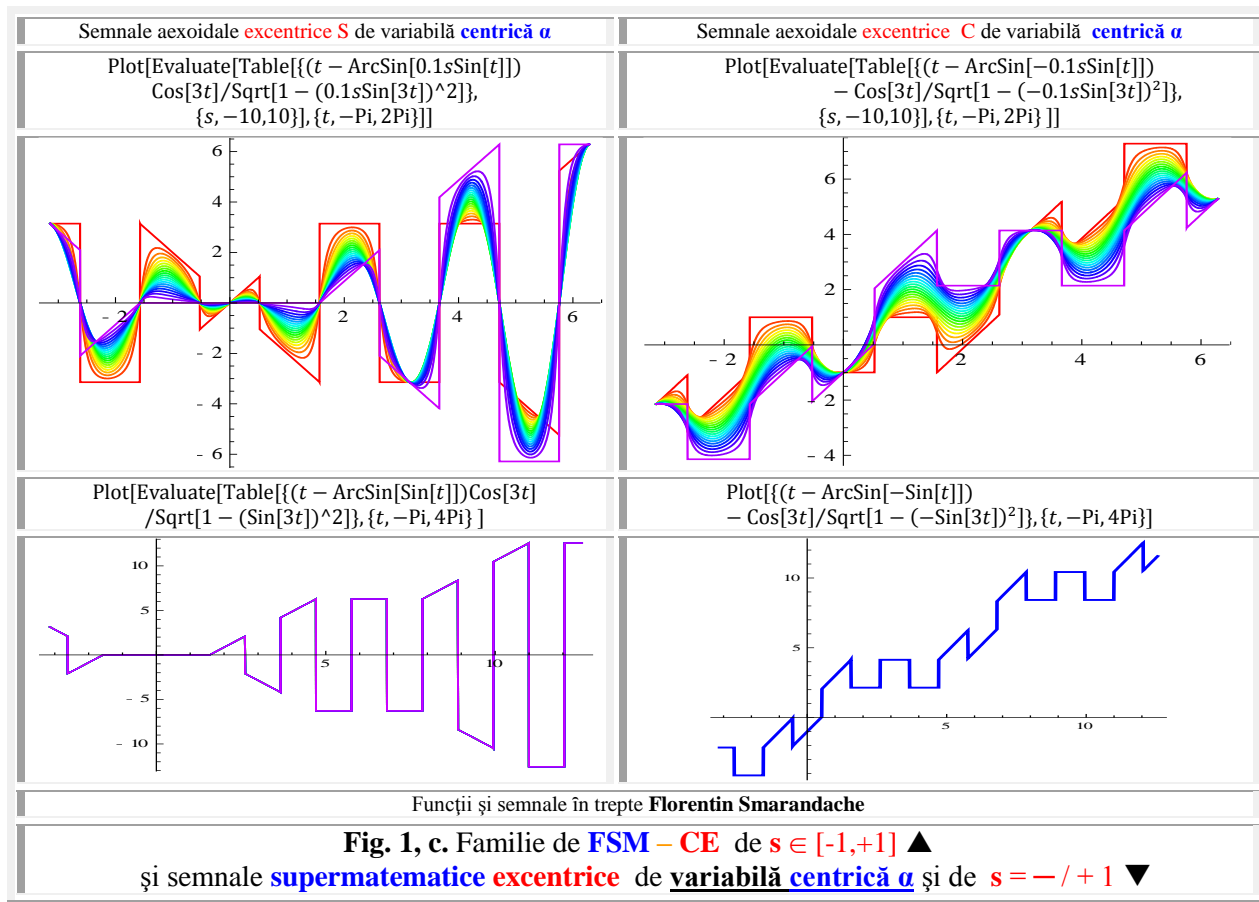 Semnale aexoidale excentrice S de variabilă centrică α
Semnale aexoidale excentrice C de variabilă centrică α
Plot[Evaluate[Table[{(t − ArcSin[0.1sSin[t]])
Cos[3t]/Sqrt[1 − (0.1sSin[3t])^2]},
{s, −10,10}], {t, −Pi, 2Pi}]]
Plot[Evaluate[Table[{(t − ArcSin[−0.1sSin[t]])
− Cos[3t]/Sqrt[1 − (−0.1sSin[3t])²]},
{s, −10,10}], {t, −Pi, 2Pi} ]]
6
4
2
- 2
2
4
6
- 2
- 4
- 6
6
4
2
- 2
2
4
6
2
- 4
Plot[Evaluate[Table[{(t − ArcSin[Sin[t]])Cos[3t]
/Sqrt[1 − (Sin[3t])^2]}, {t, −Pi, 4Pi} ]
Plot[{(t − ArcSin[−Sin[t]])
− Cos[3t]/Sqrt[1 − (−Sin[3t])²]}, {t, −Pi, 4Pi}]
10
5
5
10
- 5
- 10
10
5
5
10
Funcţii şi semnale în trepte Florentin Smarandache
Fig. 1, c. Familie de FSM – CE de s ∈ [-1,+1] ▲
şi semnale supermatematice excentrice de variabilă centrică α şi de s = − / + 1 ▼